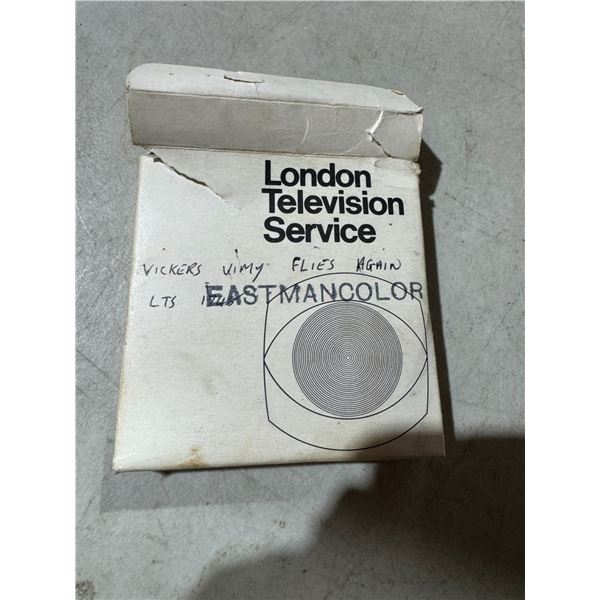 London
Television
Service
VICKERS VIMY FLIES AGAIN
LTS
EASTMANCOLOR